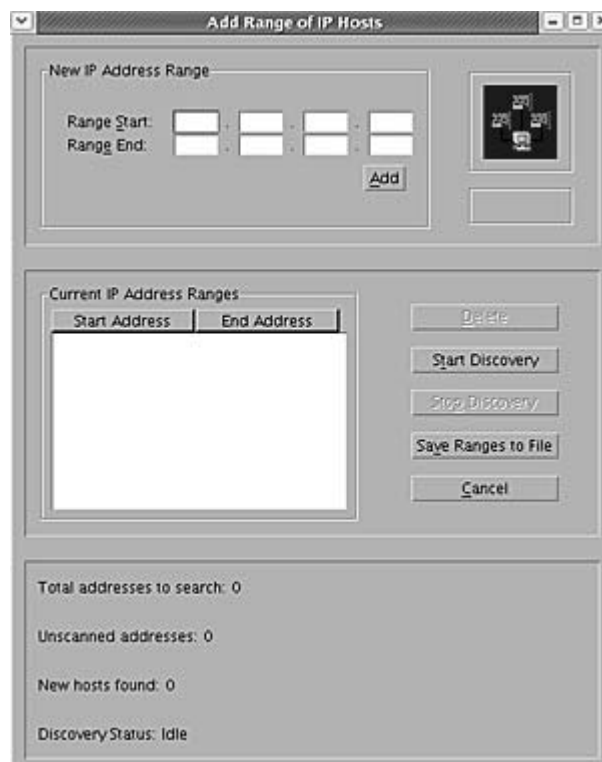 Add Range of IP Hosts
New IP Address Range
Range Start: . . .
Range End: . . .
Add
Current IP Address Ranges
Start Address End Address
Delete
Start Discovery
Stop Discovery
Save Ranges to File
Cancel
Total addresses to search: 0
Unscanned addresses: 0
New hosts found: 0
Discovery Status: Idle